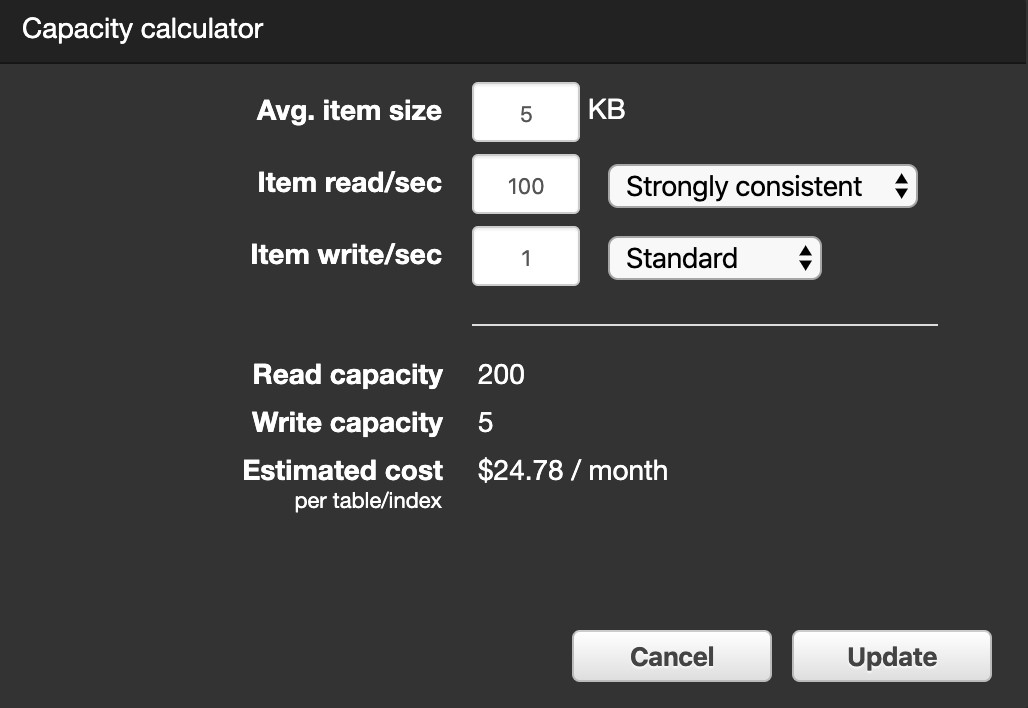 Capacity calculator
Avg. item size 5 KB
Item read/sec 100 Strongly consistent
Item write/sec 1 Standard
Read capacity 200
Write capacity 5
Estimated cost $24.78 / month
per table/index
Cancel Update